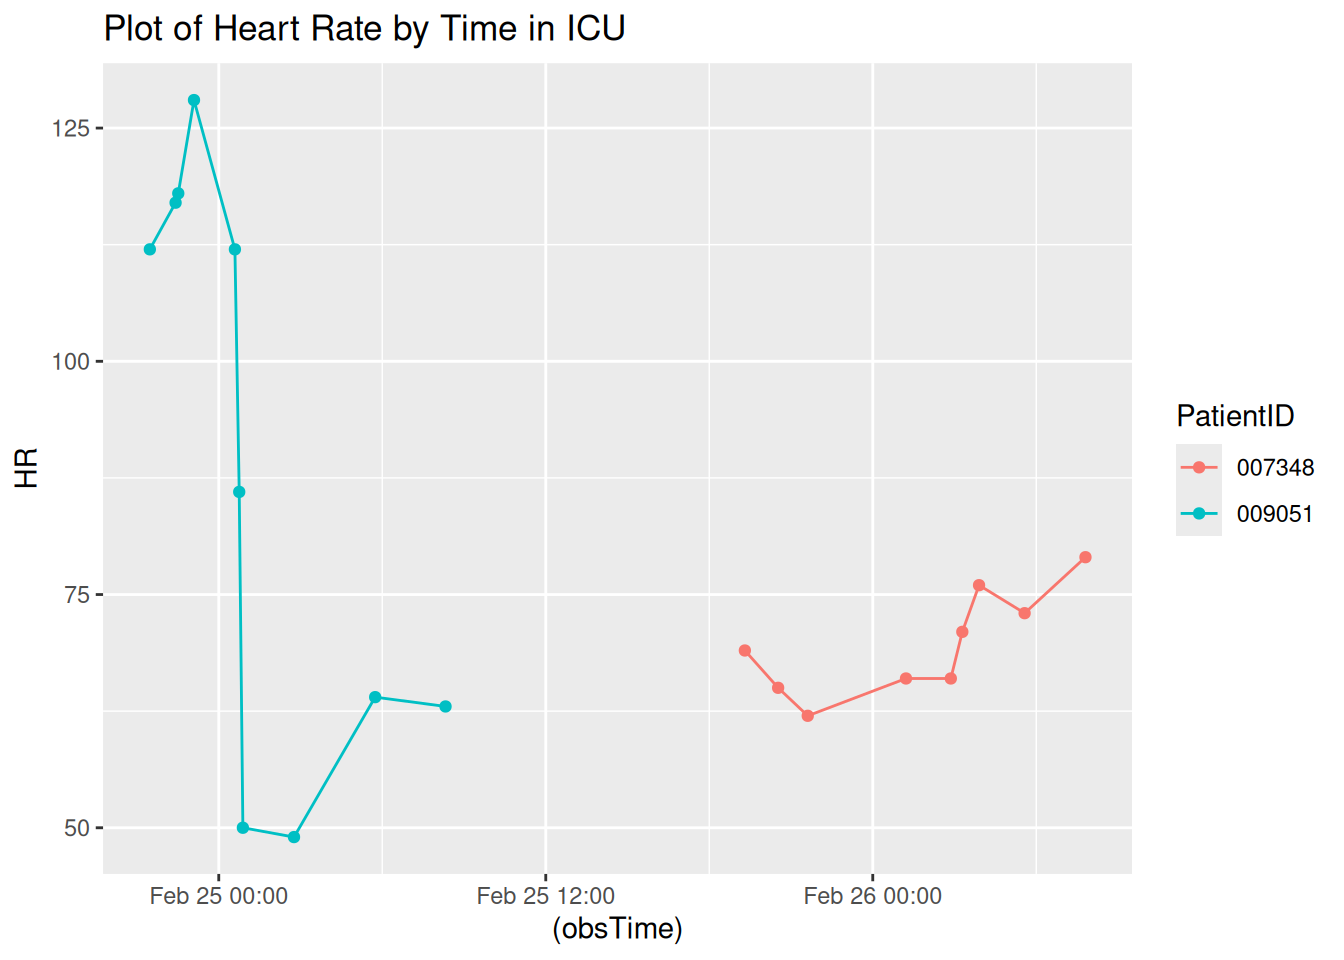 Plot of Heart Rate by Time in ICU
125
100
75
50
HR
Feb 25 00:00
Feb 25 12:00
Feb 26 00:00
(obsTime)
PatientID
007348
009051